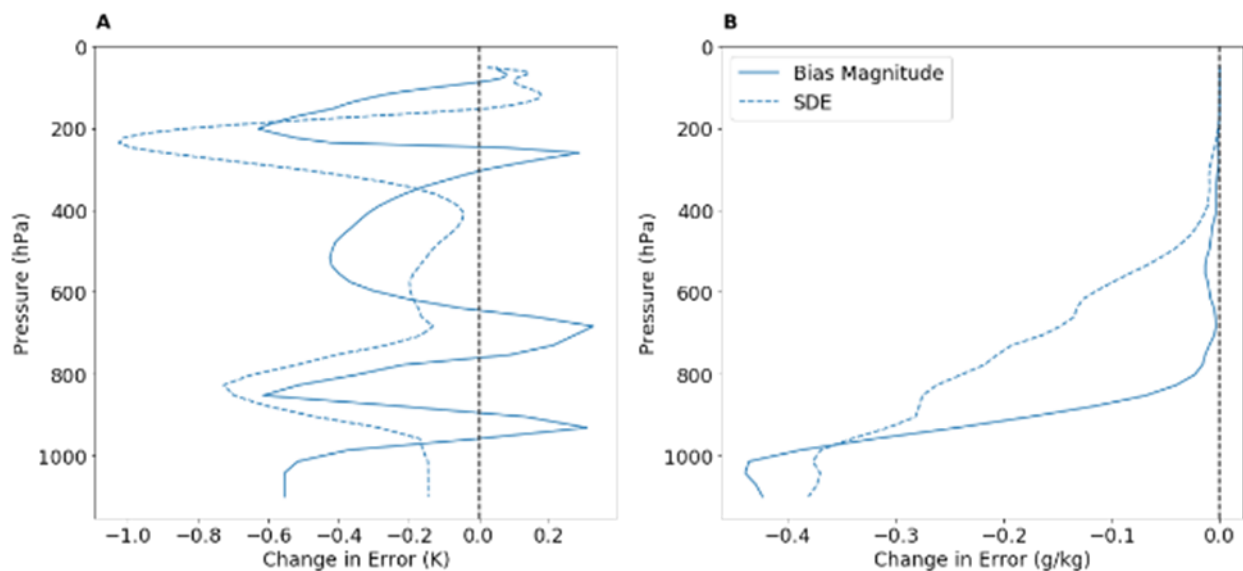 A
B
0
200
400
600
800
1000
Pressure (hPa)
−1.0 −0.8 −0.6 −0.4 −0.2 0.0 0.2
Change in Error (K)
Bias Magnitude
SDE
0
200
400
600
800
1000
Pressure (hPa)
−0.4 −0.3 −0.2 −0.1 0.0
Change in Error (g/kg)